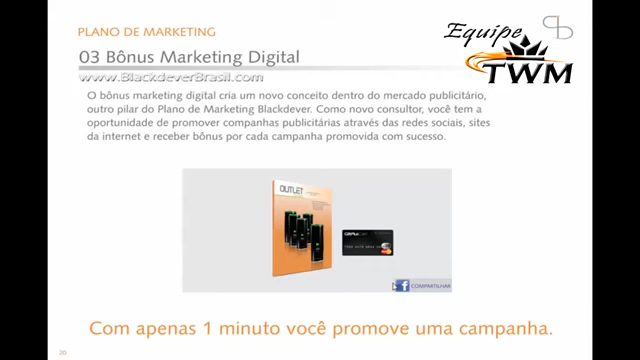 PLANO DE MARKETING
Equipe
TWM
03 Bônus Marketing Digital
www.BlackdeverBrasil.com
O bônus marketing digital cria um novo conceito dentro do mercado publicitário,
outro pilar do Plano de Marketing Blackdever. Como novo consultor, você tem a
oportunidade de promover companhas publicitárias através das redes sociais, sites
da internet e receber bônus por cada campanha promovida com sucesso.
OUTLET
COMPARTILHAR
Com apenas 1 minuto você promove uma campanha.
20